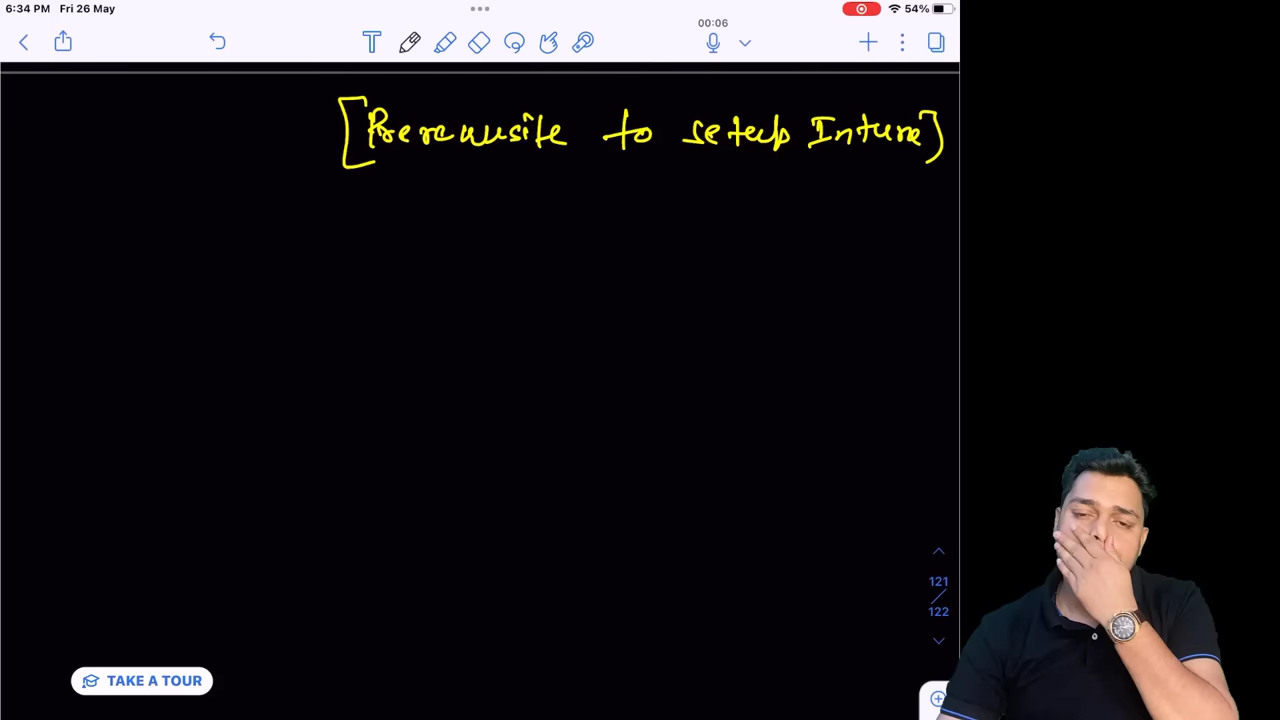 6:34 PM Fri 26 May
54%
00:06
T
[Prerequsite to setup Intune]
121
122
TAKE A TOUR